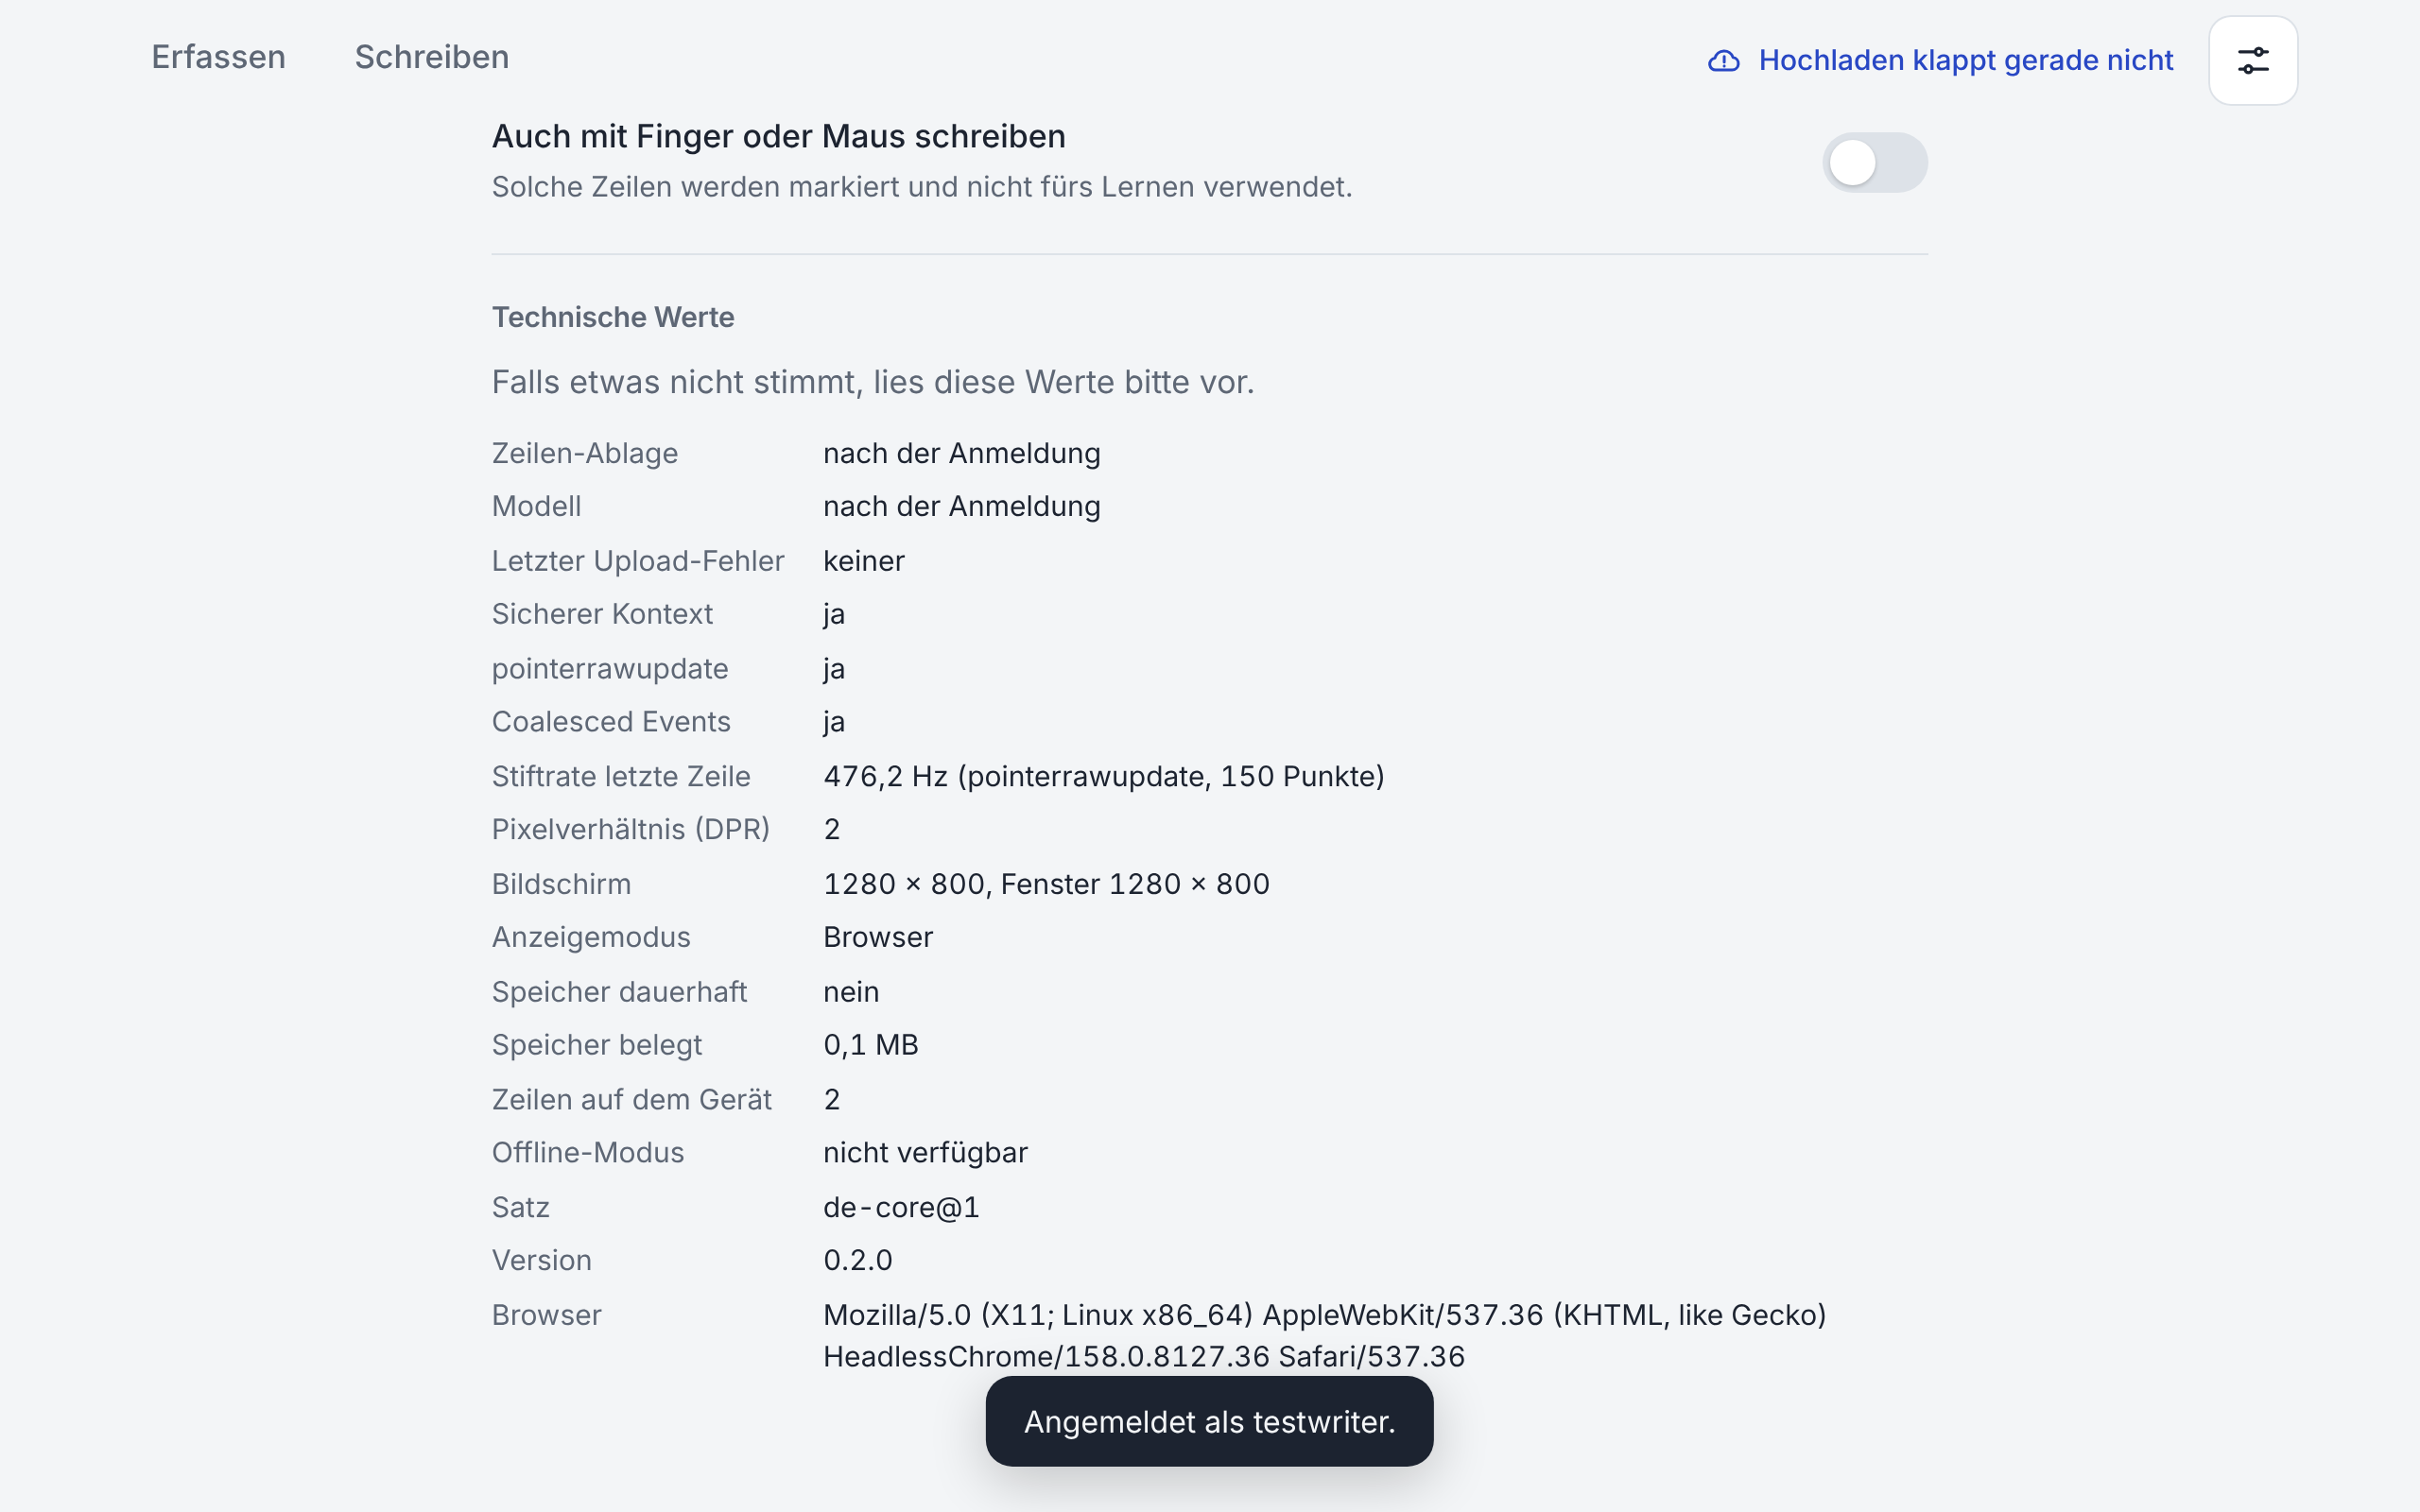 Erfassen Schreiben Hochladen klappt gerade nicht
Auch mit Finger oder Maus schreiben
Solche Zeilen werden markiert und nicht fürs Lernen verwendet.
Technische Werte
Falls etwas nicht stimmt, lies diese Werte bitte vor.
Zeilen-Ablage nach der Anmeldung
Modell nach der Anmeldung
Letzter Upload-Fehler keiner
Sicherer Kontext ja
pointerrawupdate ja
Coalesced Events ja
Stiftrate letzte Zeile 476,2 Hz (pointerrawupdate, 150 Punkte)
Pixelverhältnis (DPR) 2
Bildschirm 1280 × 800, Fenster 1280 × 800
Anzeigemodus Browser
Speicher dauerhaft nein
Speicher belegt 0,1 MB
Zeilen auf dem Gerät 2
Offline-Modus nicht verfügbar
Satz de-core@1
Version 0.2.0
Browser Mozilla/5.0 (X11; Linux x86_64) AppleWebKit/537.36 (KHTML, like Gecko)
HeadlessChrome/158.0.8127.36 Safari/537.36
Angemeldet als testwriter.